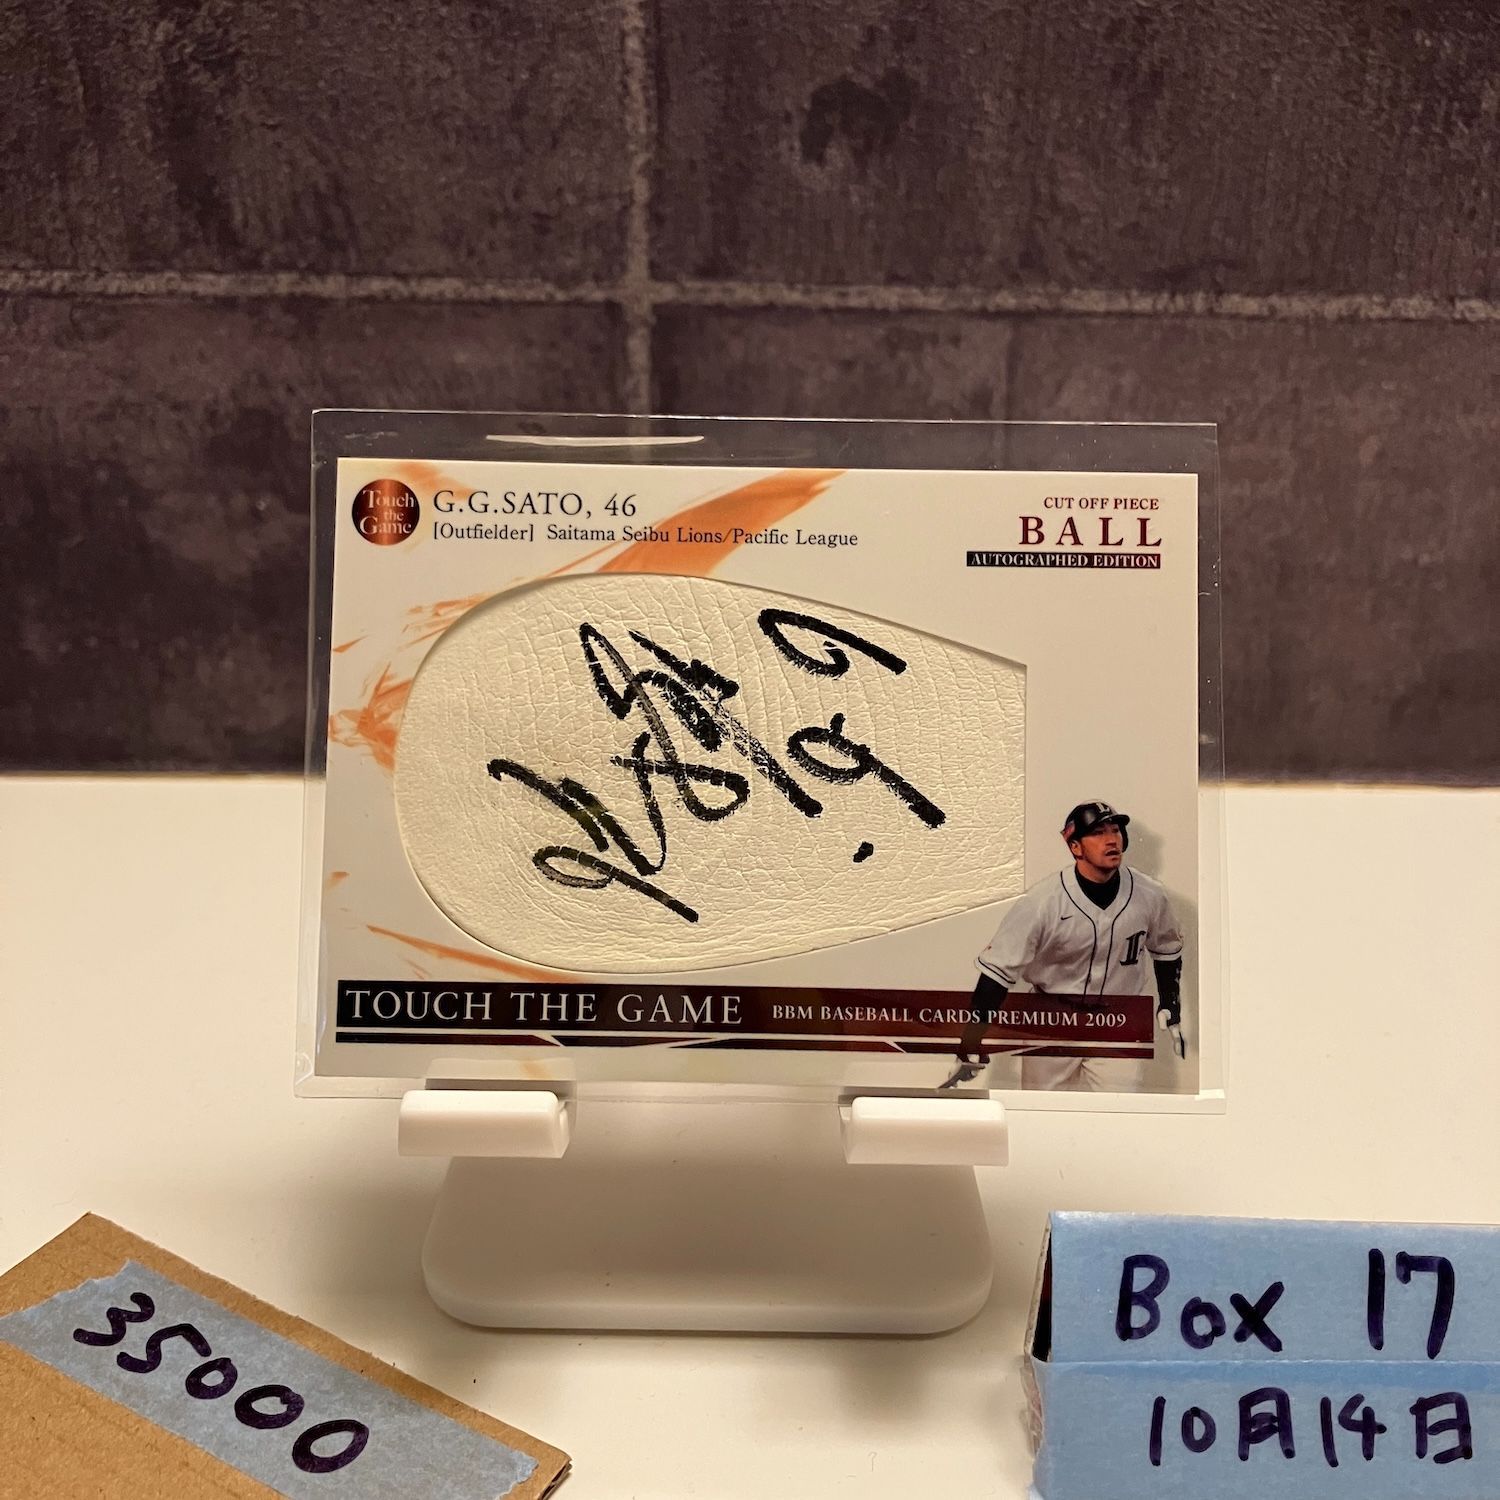 Touch
the
Game
G.G.SATO, 46
[Outfielder] Saitama Seibu Lions/Pacific League
CUT OFF PIECE
BALL
AUTOGRAPHED EDITION
TOUCH THE GAME
BBM BASEBALL CARDS PREMIUM 2009
35000
Box 17
10月14日